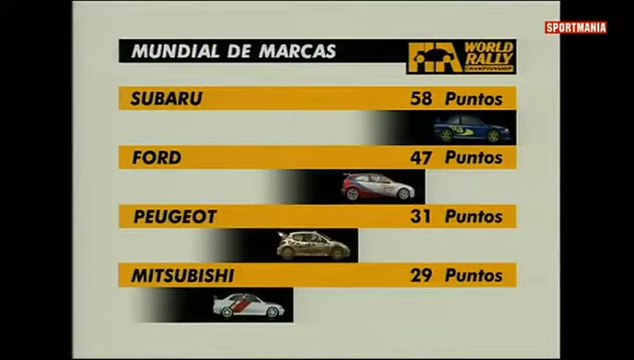 SPORTMANIA
MUNDIAL DE MARCAS
FIA WORLD RALLY CHAMPIONSHIP
SUBARU 58 Puntos
FORD 47 Puntos
PEUGEOT 31 Puntos
MITSUBISHI 29 Puntos